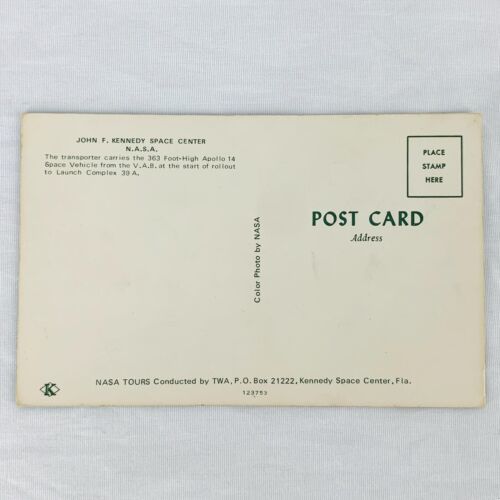 JOHN F. KENNEDY SPACE CENTER
N.A.S.A.
The transporter carries the 363 Foot-High Apollo 14
Space Vehicle from the V.A.B. at the start of rollout
to Launch Complex 39 A.
PLACE
STAMP
HERE
POST CARD
Address
Color Photo by NASA
K
NASA TOURS Conducted by TWA, P.O. Box 21222, Kennedy Space Center, Fla.
123753